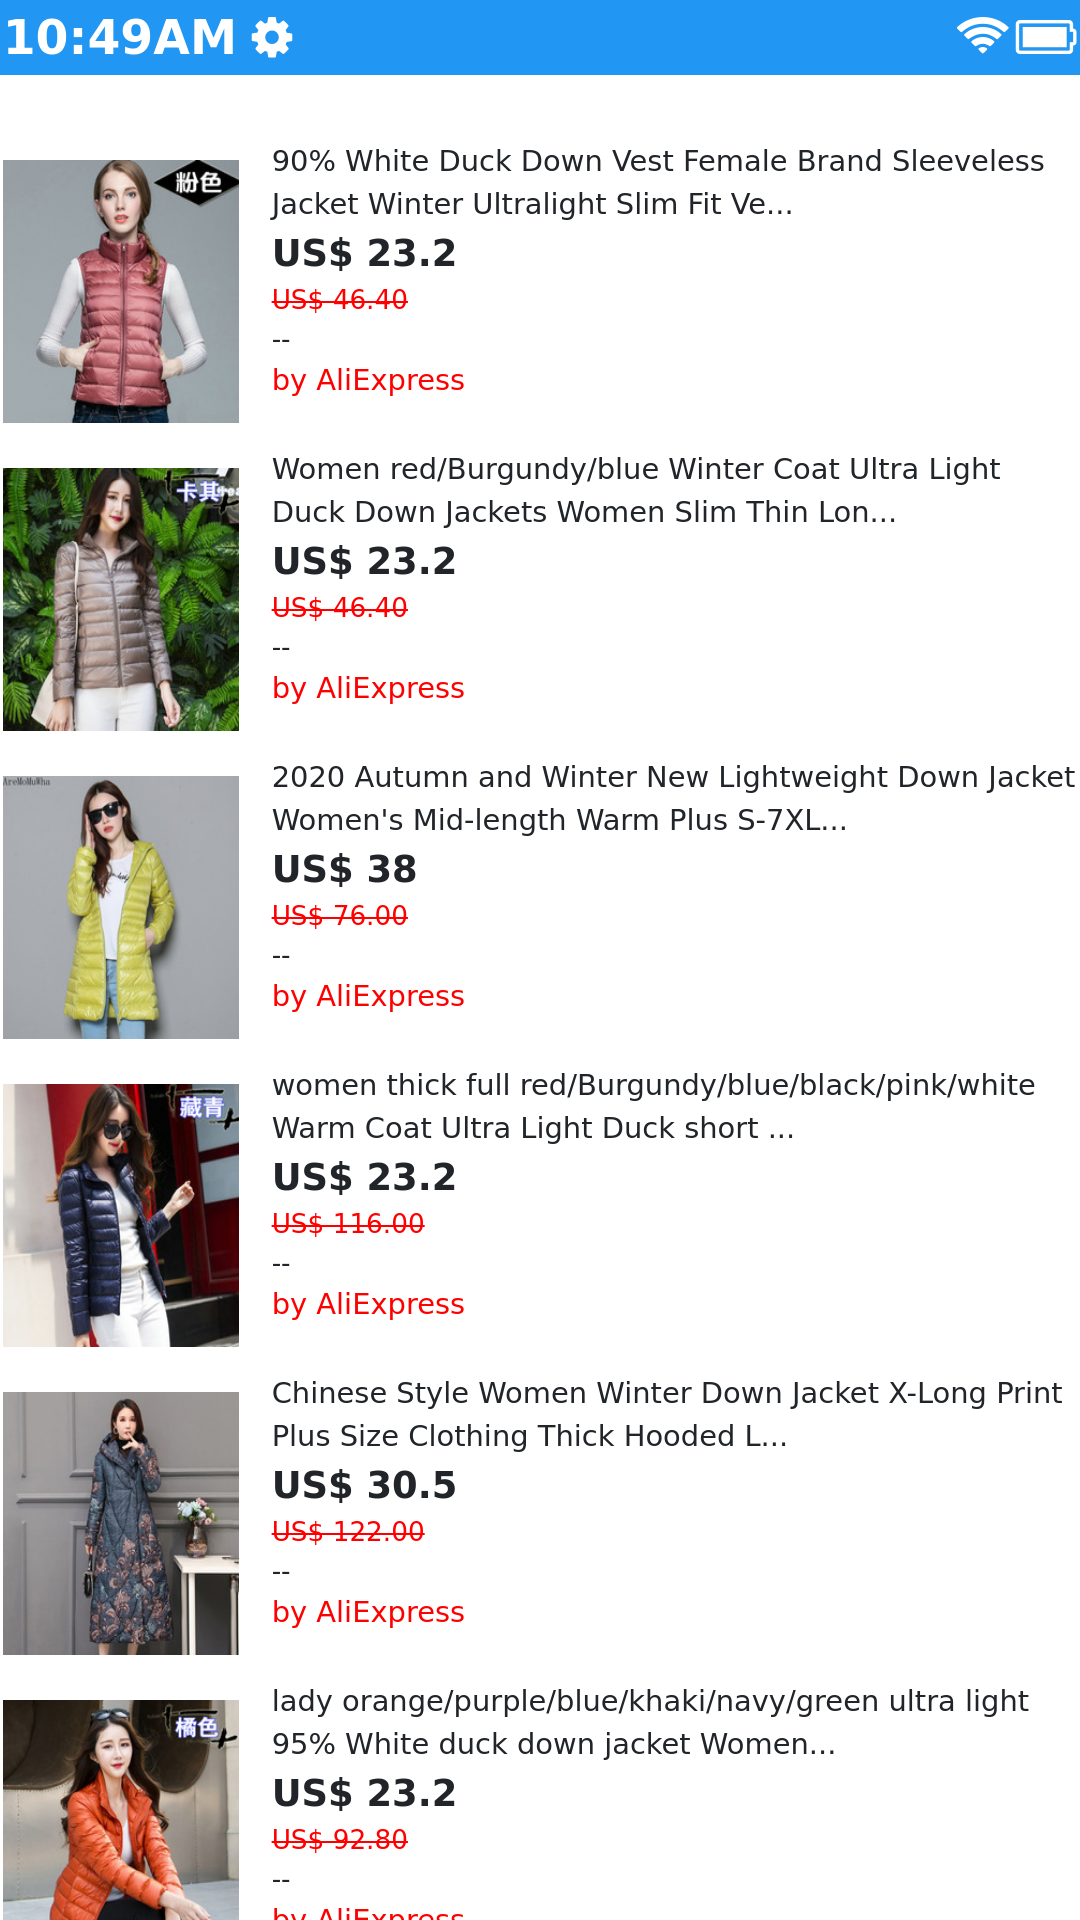 10:49AM
粉色
90% White Duck Down Vest Female Brand Sleeveless
Jacket Winter Ultralight Slim Fit Ve...
US$ 23.2
US$ 46.40
--
by AliExpress
卡其
Women red/Burgundy/blue Winter Coat Ultra Light
Duck Down Jackets Women Slim Thin Lon...
US$ 23.2
US$ 46.40
--
by AliExpress
AreMoMuWha
2020 Autumn and Winter New Lightweight Down Jacket
Women's Mid-length Warm Plus S-7XL...
US$ 38
US$ 76.00
--
by AliExpress
藏青
women thick full red/Burgundy/blue/black/pink/white
Warm Coat Ultra Light Duck short ...
US$ 23.2
US$ 116.00
--
by AliExpress
Chinese Style Women Winter Down Jacket X-Long Print
Plus Size Clothing Thick Hooded L...
US$ 30.5
US$ 122.00
--
by AliExpress
橘色
lady orange/purple/blue/khaki/navy/green ultra light
95% White duck down jacket Women...
US$ 23.2
US$ 92.80
--
by AliExpress